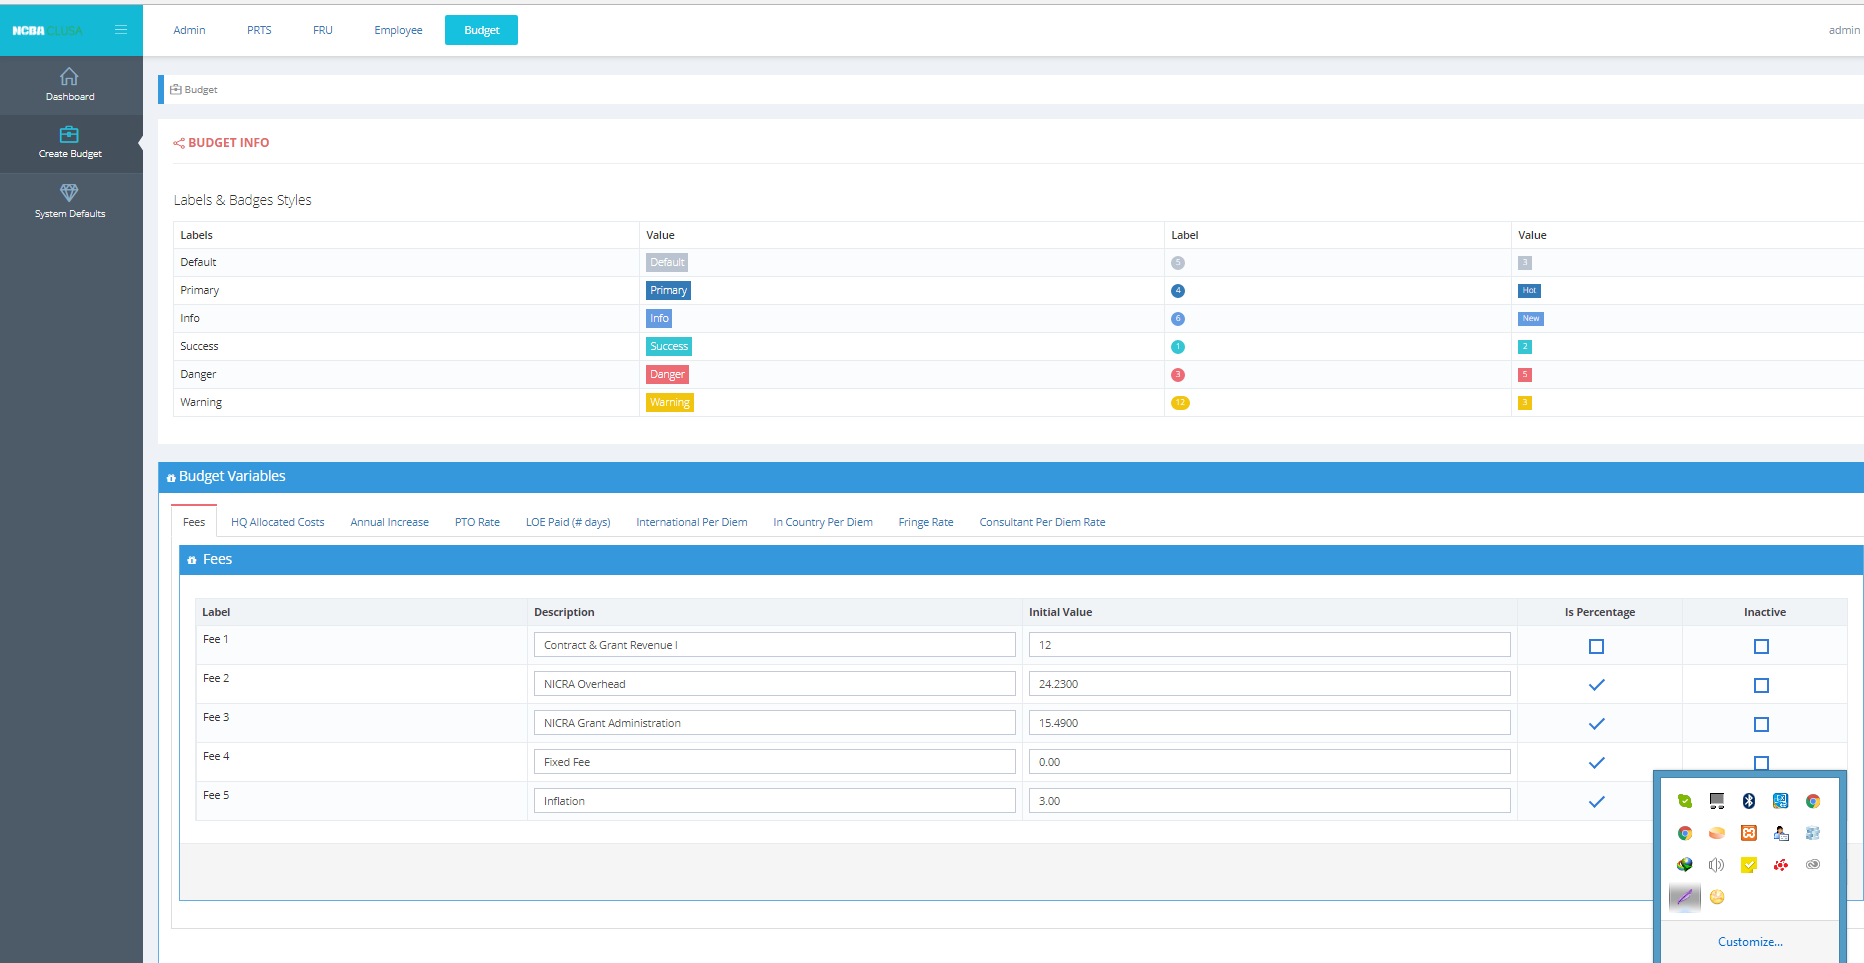 NCBA CLUSA
Admin PRTS FRU Employee Budget admin
Dashboard
Create Budget
System Defaults
Budget
BUDGET INFO
Labels & Badges Styles
Labels Value Label Value
Default Default 5 3
Primary Primary 4 Hot
Info Info 6 New
Success Success 1 2
Danger Danger 3 5
Warning Warning 12 3
Budget Variables
Fees HQ Allocated Costs Annual Increase PTO Rate LOE Paid (# days) International Per Diem In Country Per Diem Fringe Rate Consultant Per Diem Rate
Fees
Label Description Initial Value Is Percentage Inactive
Fee 1 Contract & Grant Revenue I 12
Fee 2 NICRA Overhead 24.2300
Fee 3 NICRA Grant Administration 15.4900
Fee 4 Fixed Fee 0.00
Fee 5 Inflation 3.00
Customize...